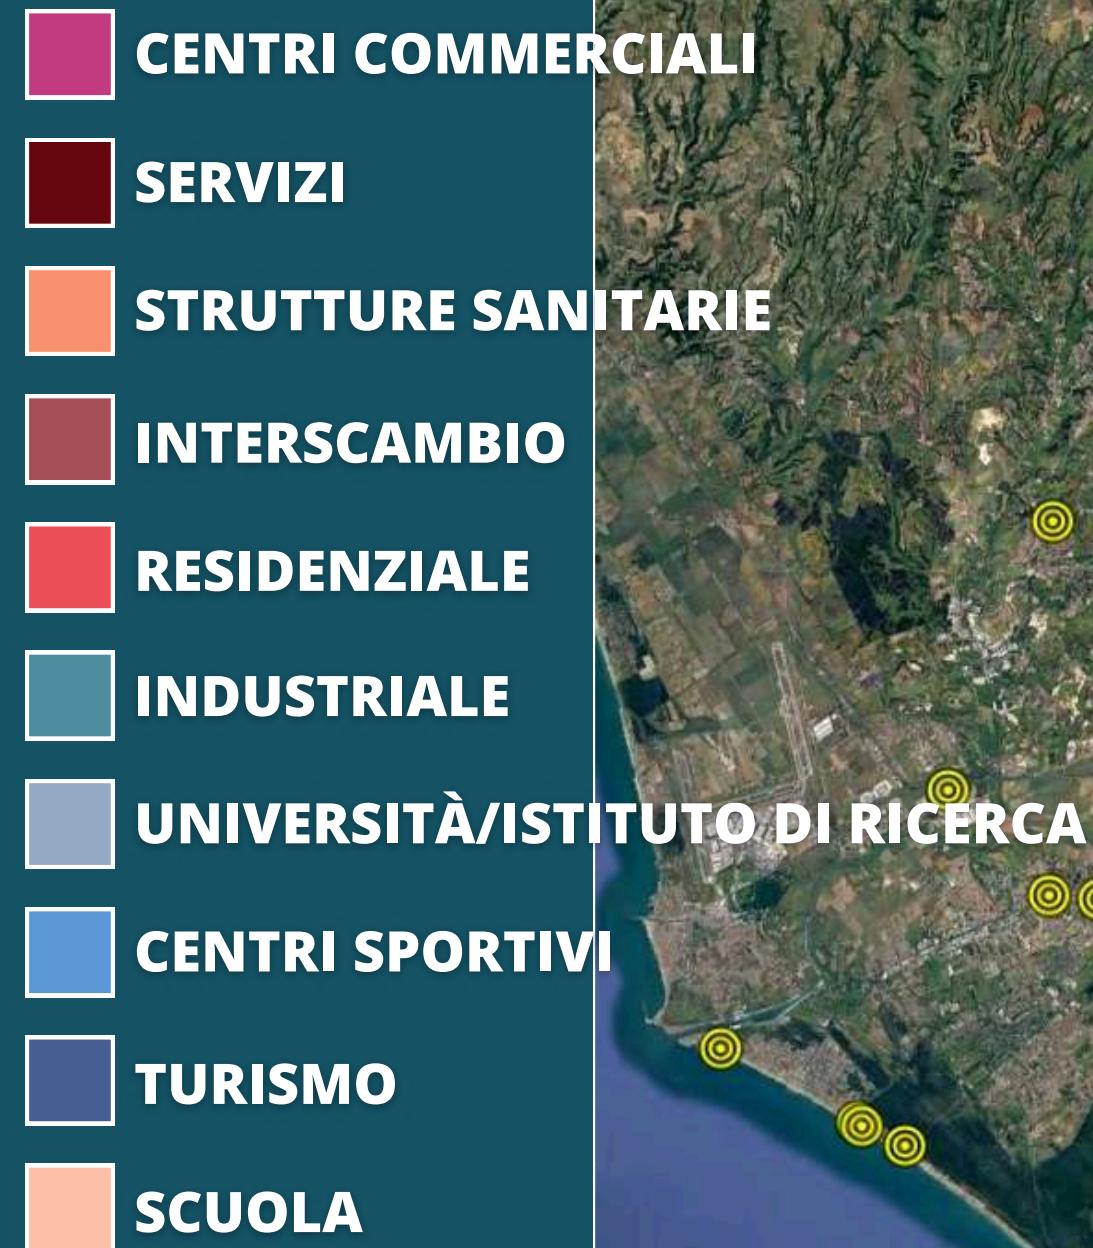 CENTRI COMMERCIALI
SERVIZI
STRUTTURE SANITARIE
INTERSCAMBIO
RESIDENZIALE
INDUSTRIALE
UNIVERSITÀ/ISTITUTO DI RICERCA
CENTRI SPORTIVI
TURISMO
SCUOLA